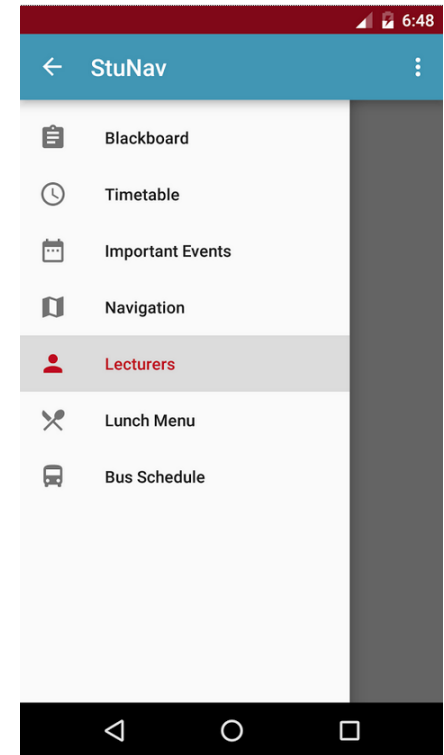 6:48
StuNav
Blackboard
Timetable
Important Events
Navigation
Lecturers
Lunch Menu
Bus Schedule